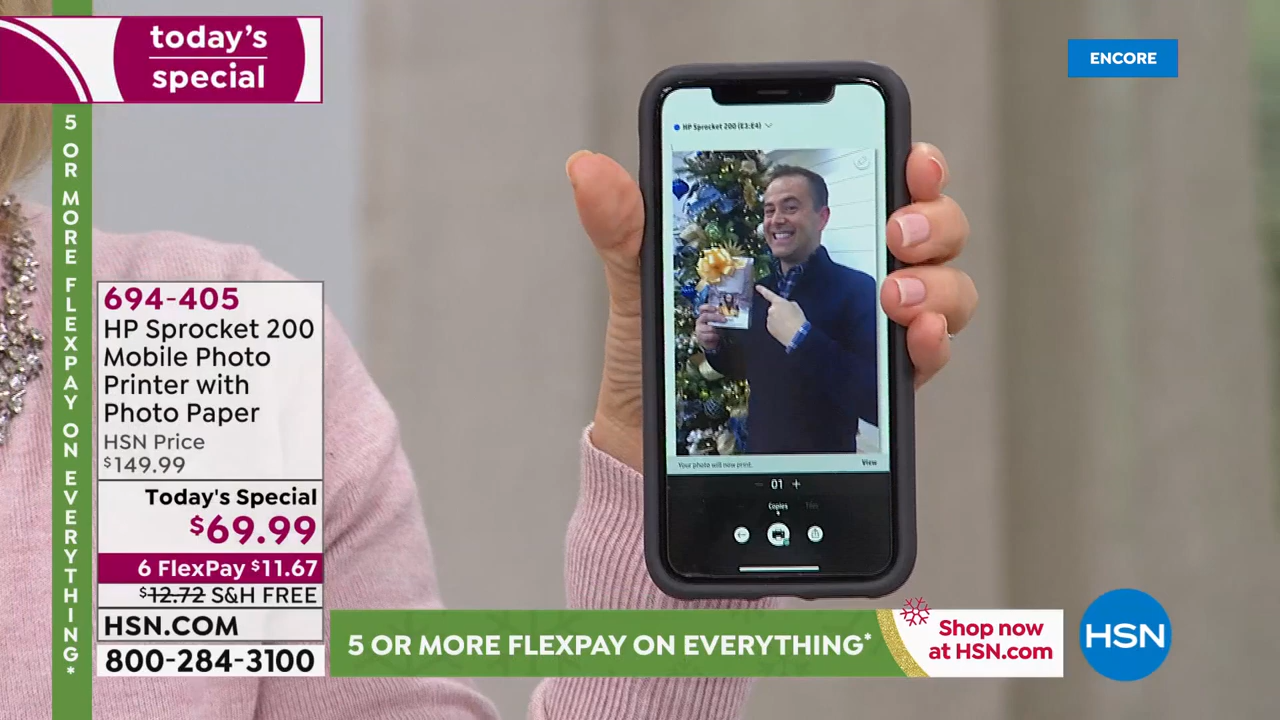 today's
special
ENCORE
5 OR MORE FLEXPAY ON EVERYTHING*
HP Sprocket 200 (E3:E4)
694-405
HP Sprocket 200
Mobile Photo
Printer with
Photo Paper
HSN Price
$149.99
Today's Special
$69.99
6 FlexPay $11.67
$12.72 S&H FREE
HSN.COM
800-284-3100
Your photo will now print.
View
01 +
Copies
5 OR MORE FLEXPAY ON EVERYTHING*
Shop now
at HSN.com
HSN